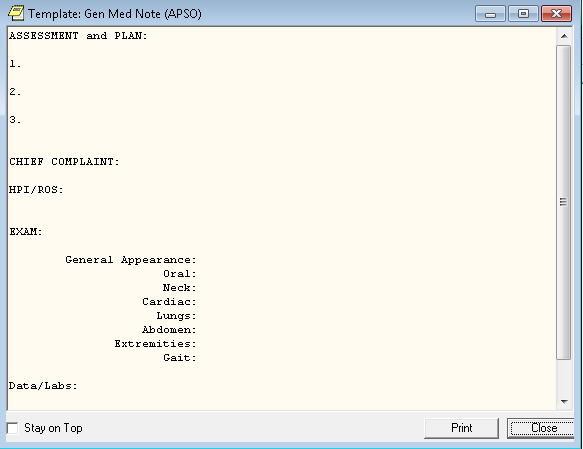 Template: Gen Med Note (APSO)
ASSESSMENT and PLAN:
1.
2.
3.
CHIEF COMPLAINT:
HPI/ROS:
EXAM:
General Appearance:
Oral:
Neck:
Cardiac:
Lungs:
Abdomen:
Extremities:
Gait:
Data/Labs:
Stay on Top
Print
Close